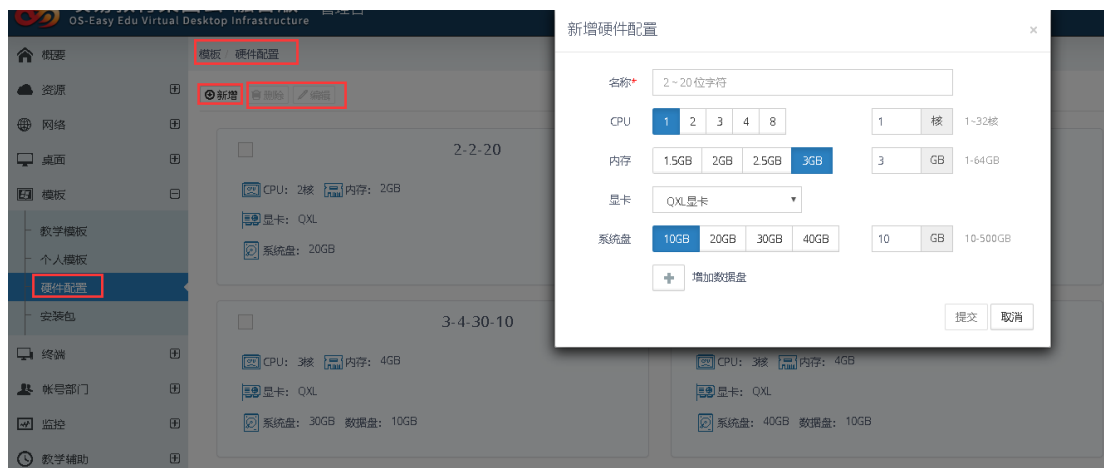 OS-Easy Edu Virtual Desktop Infrastructure
管理台
概要
资源
网络
桌面
模板
教学模板
个人模板
硬件配置
安装包
终端
帐号部门
监控
教学辅助
模板 / 硬件配置
新增 删除 编辑
2-2-20
CPU: 2核 内存: 2GB
显卡: QXL
系统盘: 20GB
3-4-30-10
CPU: 3核 内存: 4GB
显卡: QXL
系统盘: 30GB 数据盘: 10GB
CPU: 3核 内存: 4GB
显卡: QXL
系统盘: 40GB 数据盘: 10GB
新增硬件配置 ×
名称* 2~20位字符
CPU 1 2 3 4 8 1 核 1~32核
内存 1.5GB 2GB 2.5GB 3GB 3 GB 1-64GB
显卡 QXL显卡
系统盘 10GB 20GB 30GB 40GB 10 GB 10-500GB
增加数据盘
提交 取消